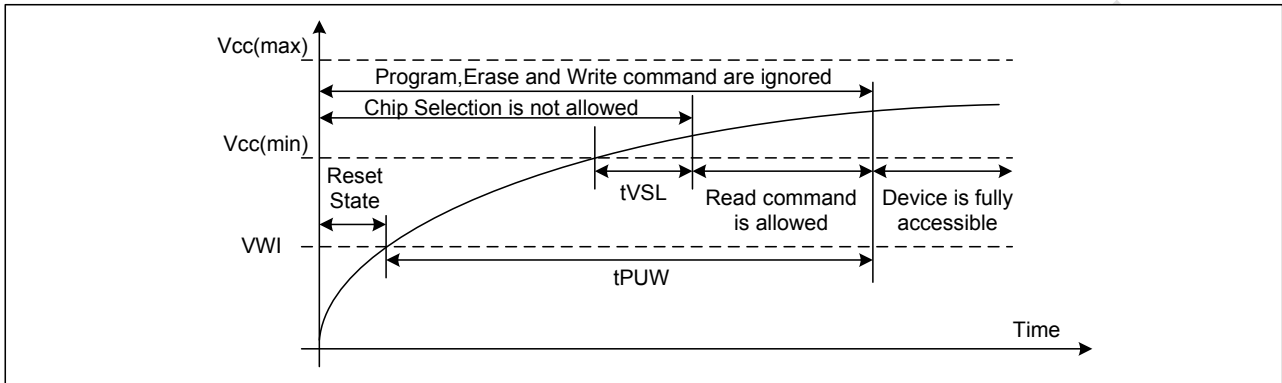 Vcc(max)
Program,Erase and Write command are ignored
Chip Selection is not allowed
Vcc(min)
Reset
State
tVSL
Read command
is allowed
Device is fully
accessible
VWI
tPUW
Time